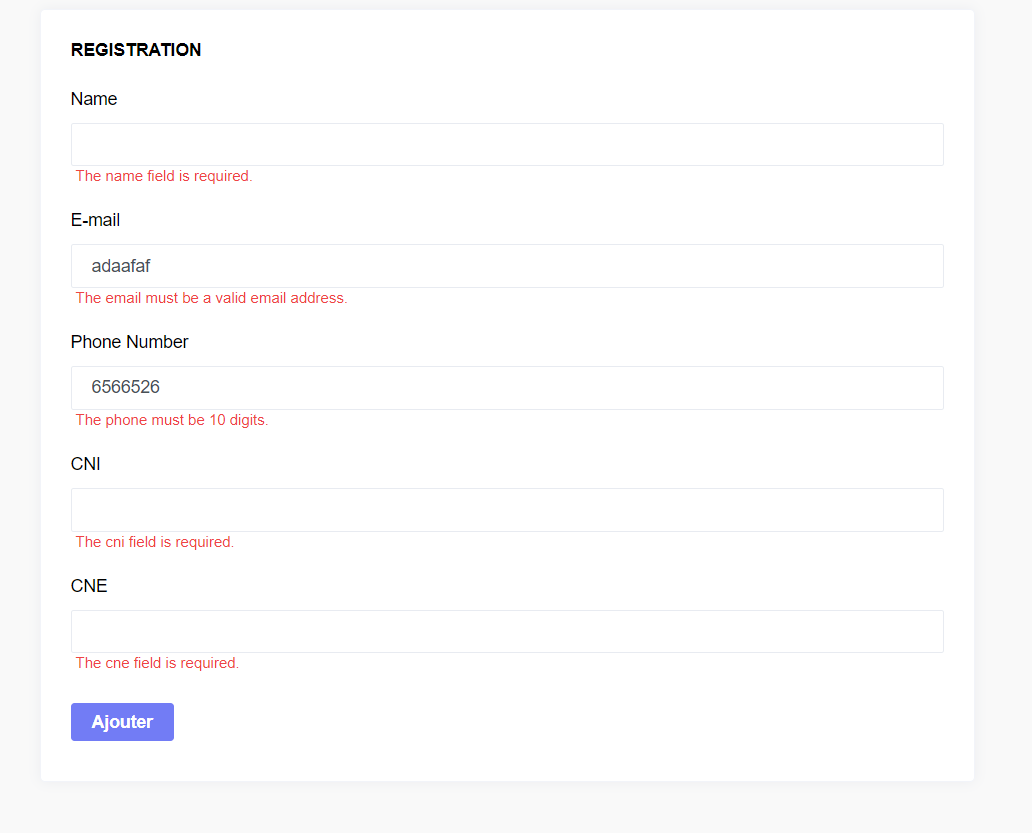 REGISTRATION
Name
The name field is required.
E-mail
adaafaf
The email must be a valid email address.
Phone Number
6566526
The phone must be 10 digits.
CNI
The cni field is required.
CNE
The cne field is required.
Ajouter